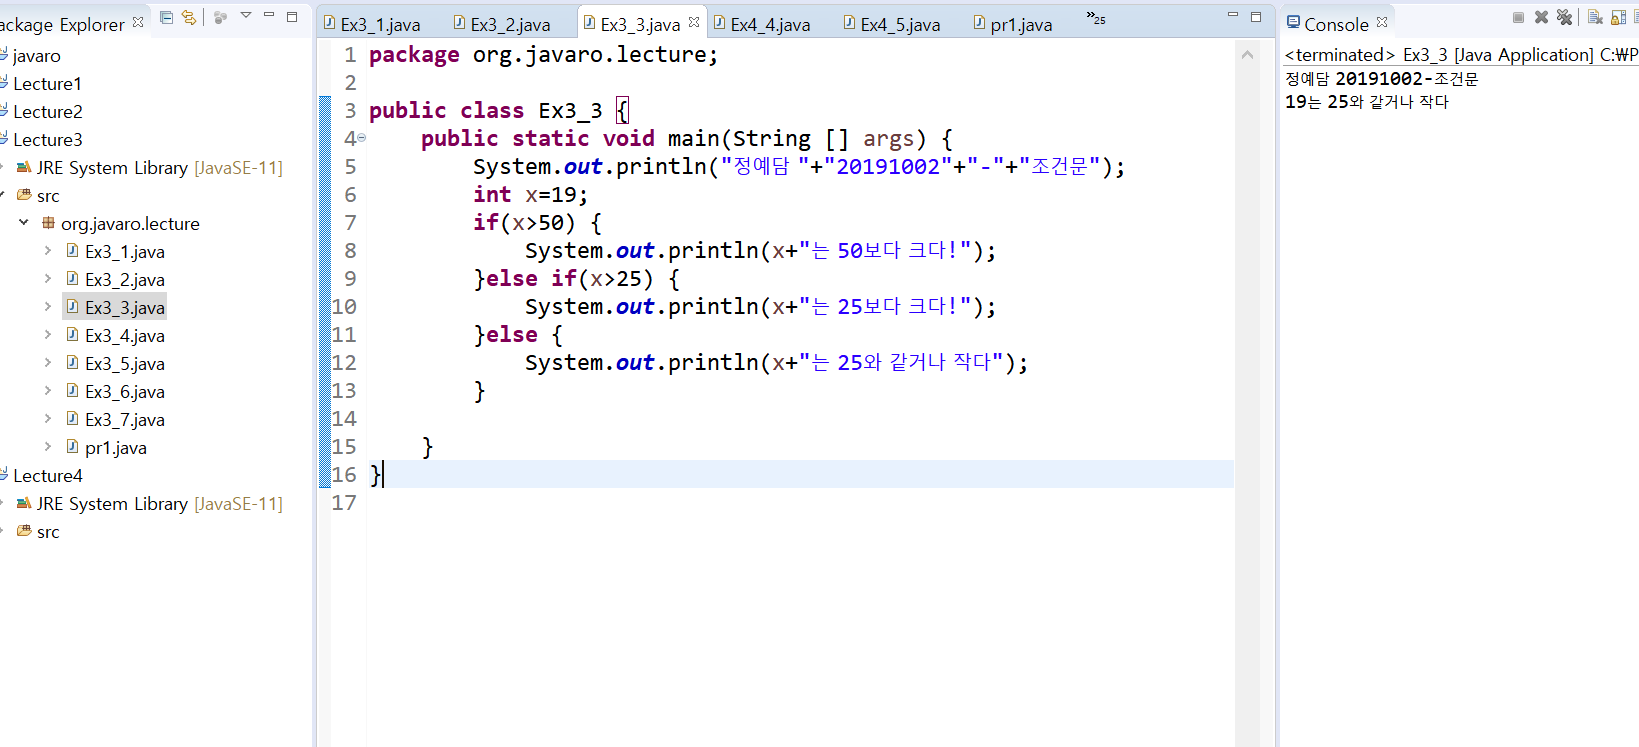 ackage Explorer
javaro
Lecture1
Lecture2
Lecture3
JRE System Library [JavaSE-11]
src
org.javaro.lecture
Ex3_1.java
Ex3_2.java
Ex3_3.java
Ex3_4.java
Ex3_5.java
Ex3_6.java
Ex3_7.java
pr1.java
Lecture4
JRE System Library [JavaSE-11]
src
Ex3_1.java Ex3_2.java Ex3_3.java Ex4_4.java Ex4_5.java pr1.java »25
1 package org.javaro.lecture;
2
3 public class Ex3_3 {
4 public static void main(String [] args) {
5 System.out.println("정예담 "+"20191002"+"-"+"조건문");
6 int x=19;
7 if(x>50) {
8 System.out.println(x+"는 50보다 크다!");
9 }else if(x>25) {
10 System.out.println(x+"는 25보다 크다!");
11 }else {
12 System.out.println(x+"는 25와 같거나 작다");
13 }
14
15 }
16 }
17
Console
<terminated> Ex3_3 [Java Application] C:₩P
정예담 20191002-조건문
19는 25와 같거나 작다